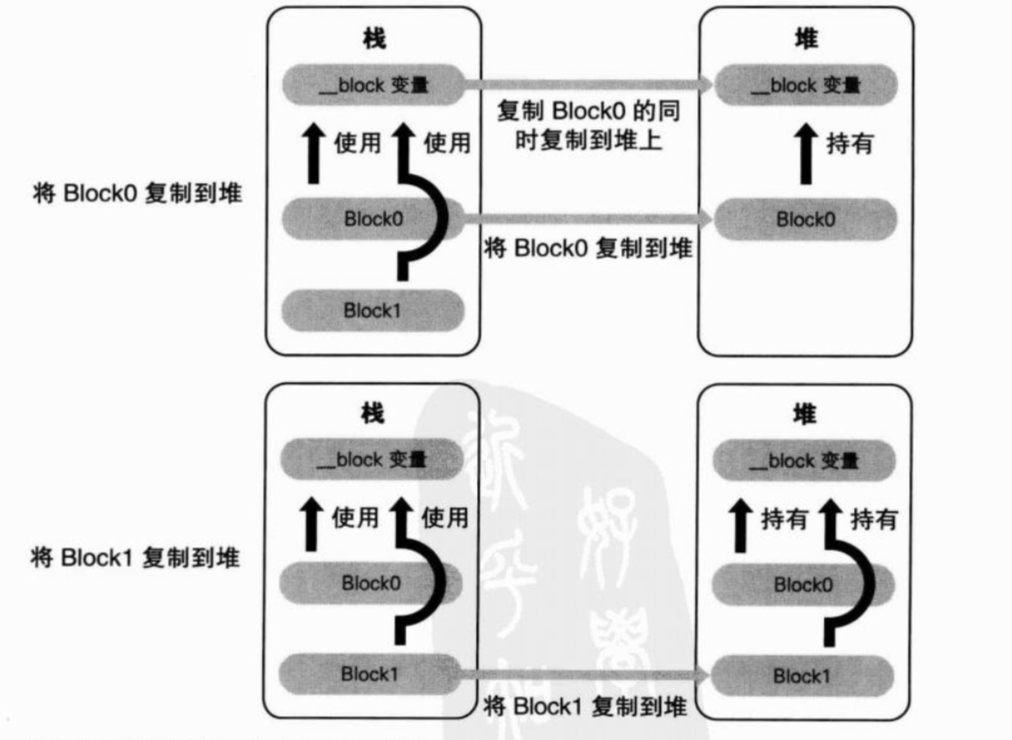 栈
堆
__block 变量
__block 变量
复制 Block0 的同
时复制到堆上
使用
使用
持有
将 Block0 复制到堆
Block0
Block0
将 Block0 复制到堆
Block1
栈
堆
__block 变量
__block 变量
使用
使用
持有
持有
将 Block1 复制到堆
Block0
Block0
Block1
Block1
将 Block1 复制到堆